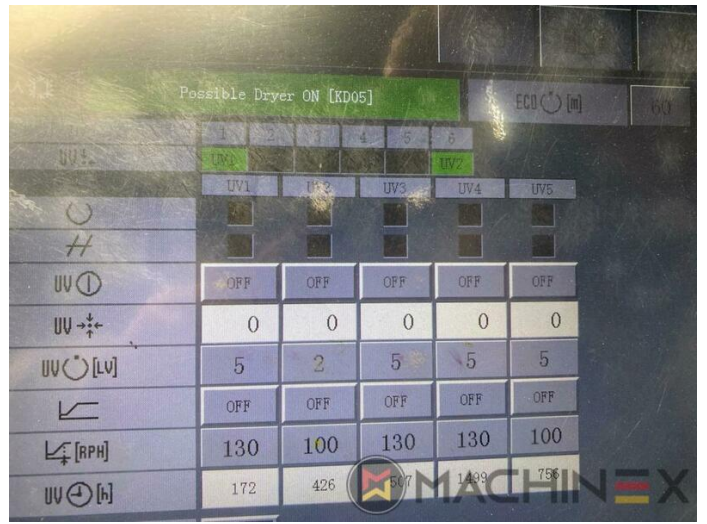 Possible Dryer ON [KD05]
ECO [m] 60
1 2 3 4 5 6
UV
UV1 UV2
UV1 UV2 UV3 UV4 UV5
UV OFF OFF OFF OFF OFF
UV 0 0 0 0 0
UV [LV] 5 2 5 5 5
OFF OFF OFF OFF OFF
[RPH] 130 100 130 130 100
UV [h] 172 426 507 1499 756
MACHINEX